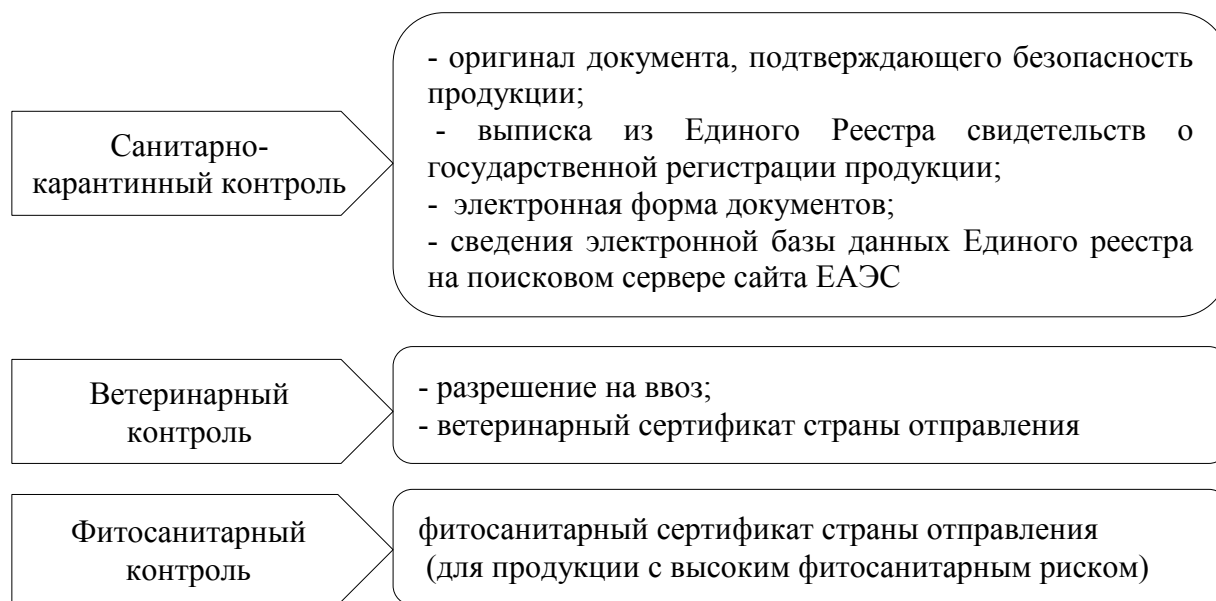 Санитарно-
карантинный контроль
- оригинал документа, подтверждающего безопасность
продукции;
- выписка из Единого Реестра свидетельств о
государственной регистрации продукции;
- электронная форма документов;
- сведения электронной базы данных Единого реестра
на поисковом сервере сайта ЕАЭС
Ветеринарный
контроль
- разрешение на ввоз;
- ветеринарный сертификат страны отправления
Фитосанитарный
контроль
фитосанитарный сертификат страны отправления
(для продукции с высоким фитосанитарным риском)